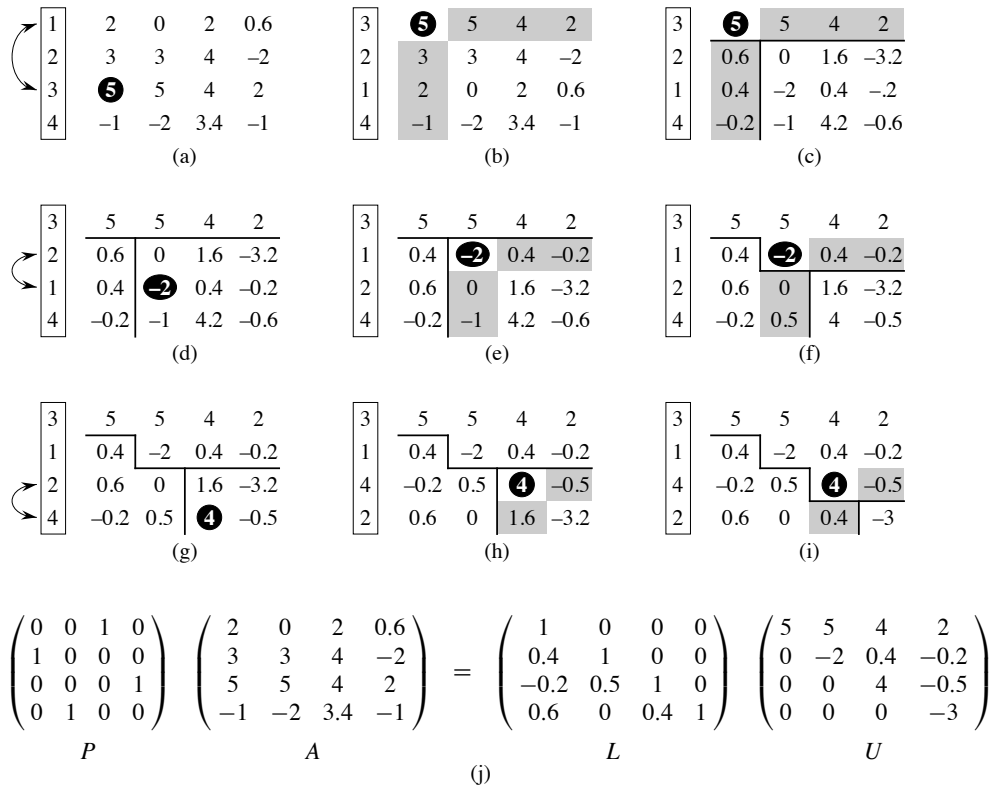 1 2 0 2 0.6 3 5 5 4 2 3 5 5 4 2
2 3 3 4 –2 2 3 3 4 –2 2 0.6 0 1.6 –3.2
3 5 5 4 2 1 2 0 2 0.6 1 0.4 –2 0.4 –.2
4 –1 –2 3.4 –1 4 –1 –2 3.4 –1 4 –0.2 –1 4.2 –0.6
(a) (b) (c)
3 5 5 4 2 3 5 5 4 2 3 5 5 4 2
2 0.6 0 1.6 –3.2 1 0.4 –2 0.4 –0.2 1 0.4 –2 0.4 –0.2
1 0.4 –2 0.4 –0.2 2 0.6 0 1.6 –3.2 2 0.6 0 1.6 –3.2
4 –0.2 –1 4.2 –0.6 4 –0.2 –1 4.2 –0.6 4 –0.2 0.5 4 –0.5
(d) (e) (f)
3 5 5 4 2 3 5 5 4 2 3 5 5 4 2
1 0.4 –2 0.4 –0.2 1 0.4 –2 0.4 –0.2 1 0.4 –2 0.4 –0.2
2 0.6 0 1.6 –3.2 4 –0.2 0.5 4 –0.5 4 –0.2 0.5 4 –0.5
4 –0.2 0.5 4 –0.5 2 0.6 0 1.6 –3.2 2 0.6 0 0.4 –3
(g) (h) (i)
0 0 1 0 2 0 2 0.6 1 0 0 0 5 5 4 2
1 0 0 0 3 3 4 −2 0.4 1 0 0 0 −2 0.4 −0.2
0 0 0 1 5 5 4 2 = −0.2 0.5 1 0 0 0 4 −0.5
0 1 0 0 −1 −2 3.4 −1 0.6 0 0.4 1 0 0 0 −3
P A L U
(j)